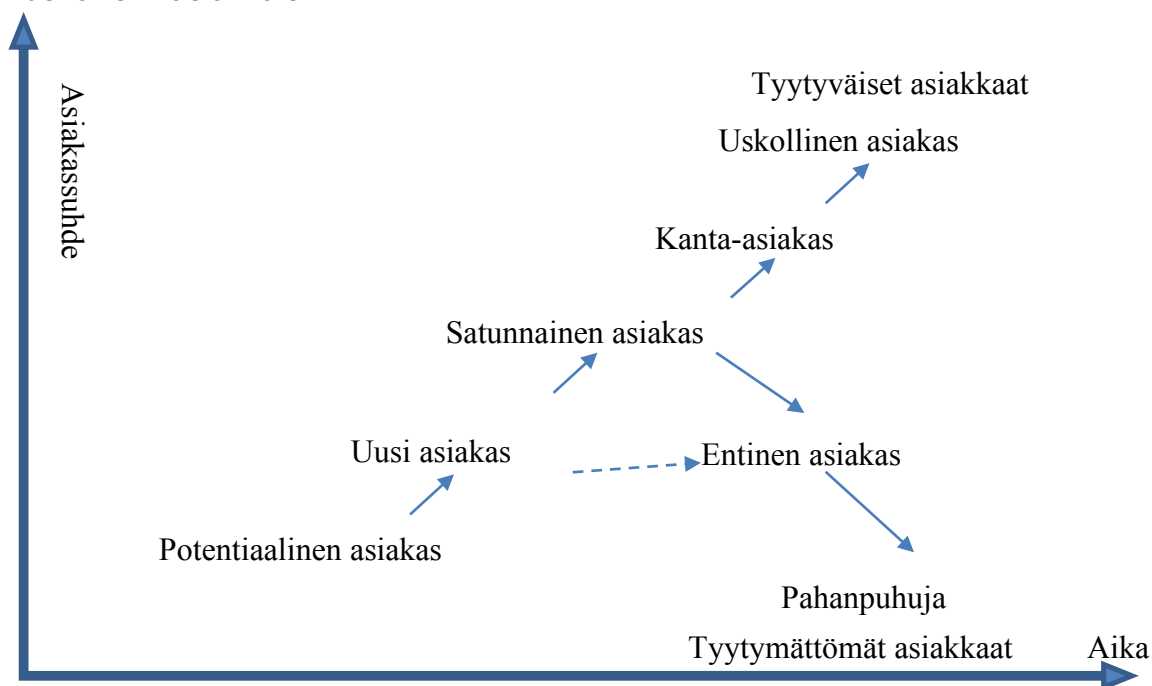 Asiakassuhde
Tyytyväiset asiakkaat
Uskollinen asiakas
Kanta-asiakas
Satunnainen asiakas
Uusi asiakas
Entinen asiakas
Potentiaalinen asiakas
Pahanpuhuja
Tyytymättömät asiakkaat
Aika